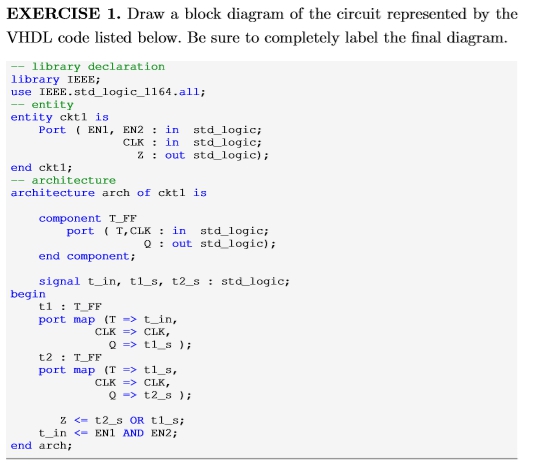 EXERCISE 1. Draw a block diagram of the circuit represented by the
VHDL code listed below. Be sure to completely label the final diagram.
-- library declaration
library IEEE;
use IEEE.std_logic_1164.all;
-- entity
entity ckt1 is
    Port ( EN1, EN2 : in  std_logic;
                CLK : in  std_logic;
                  Z : out std_logic);
end ckt1;
-- architecture
architecture arch of ckt1 is
    component T_FF
        port ( T,CLK : in  std_logic;
                   Q : out std_logic);
    end component;
    signal t_in, t1_s, t2_s : std_logic;
begin
    t1 : T_FF
    port map (T => t_in,
            CLK => CLK,
              Q => t1_s );
    t2 : T_FF
    port map (T => t1_s,
            CLK => CLK,
              Q => t2_s );
       Z <= t2_s OR t1_s;
    t_in <= EN1 AND EN2;
end arch;